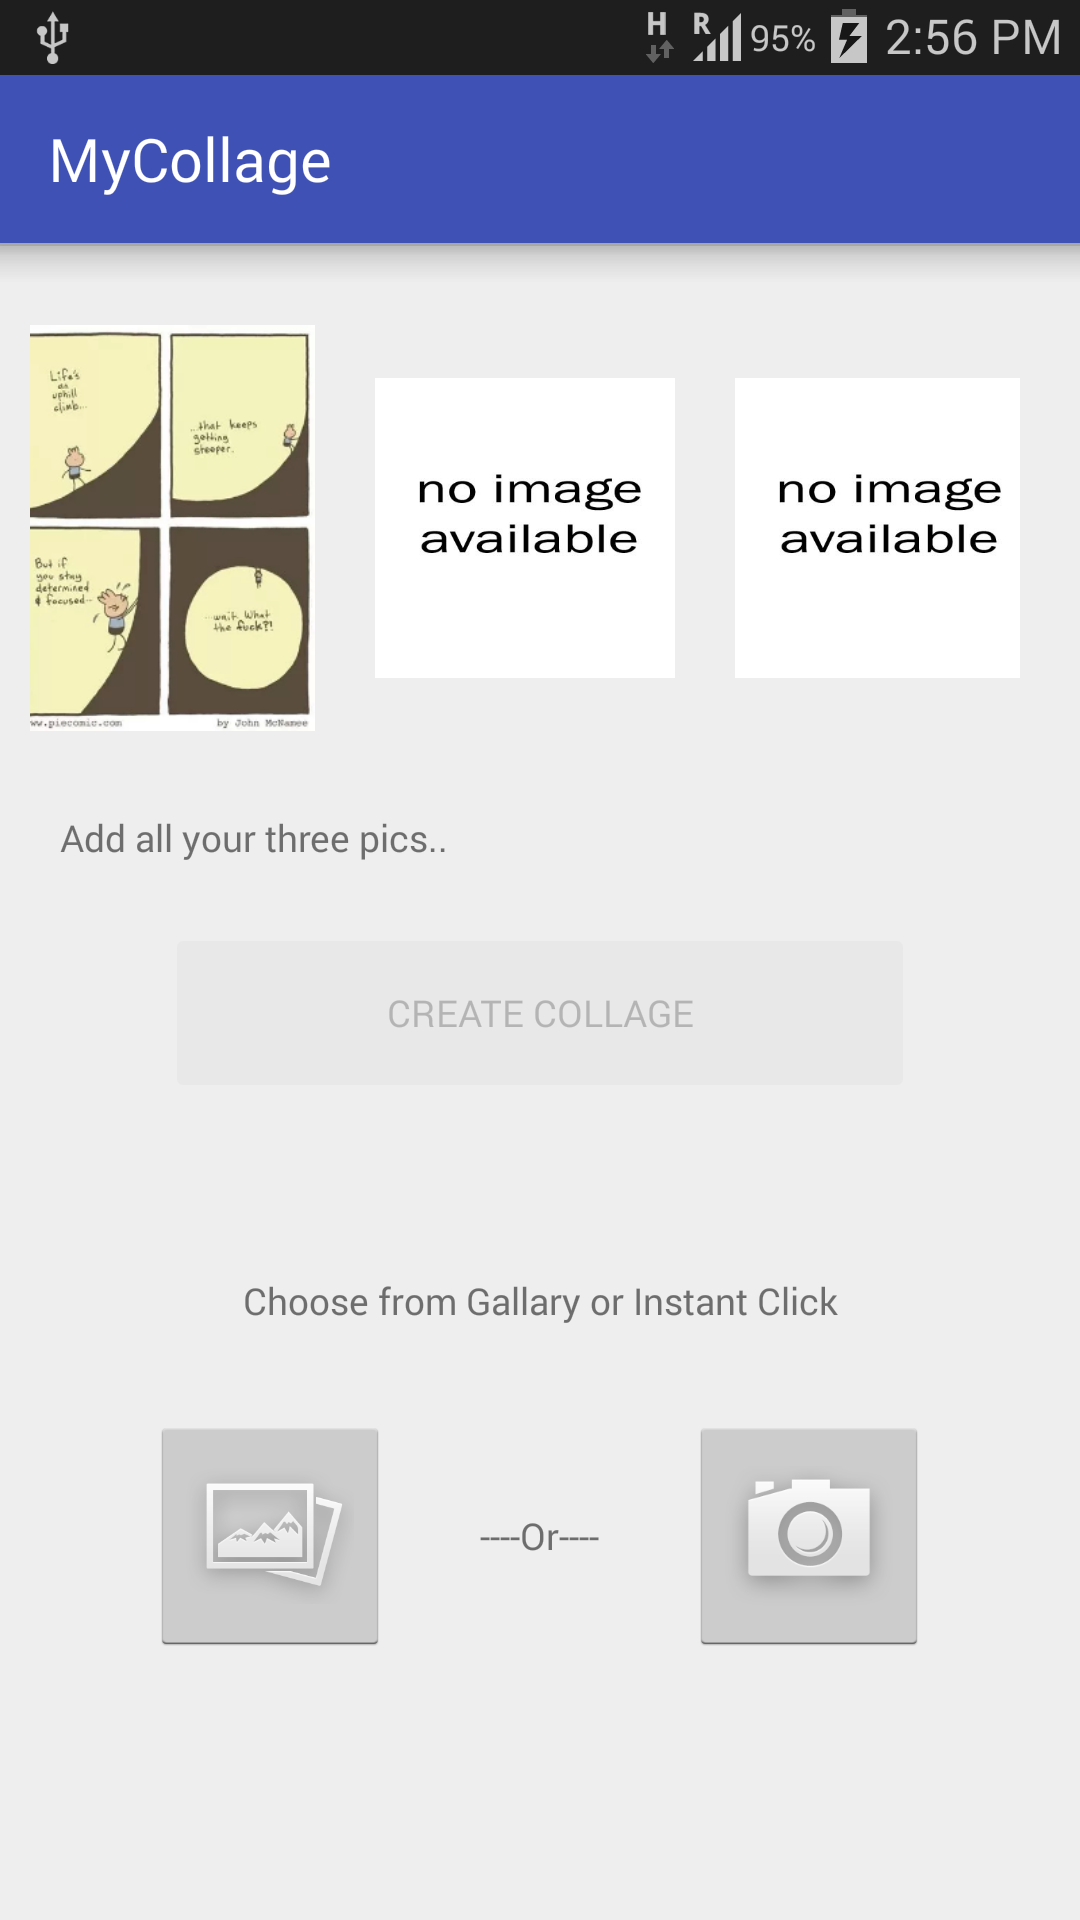 H R 95% 2:56 PM
MyCollage
Life's
an
uphill
climb...
...that keeps
getting
steeper.
But if
you stay
determined
& focused--
...wait. What
the fuck?!
ww.piecomic.com
by John McNamee
no image
available
no image
available
Add all your three pics..
CREATE COLLAGE
Choose from Gallary or Instant Click
----Or----